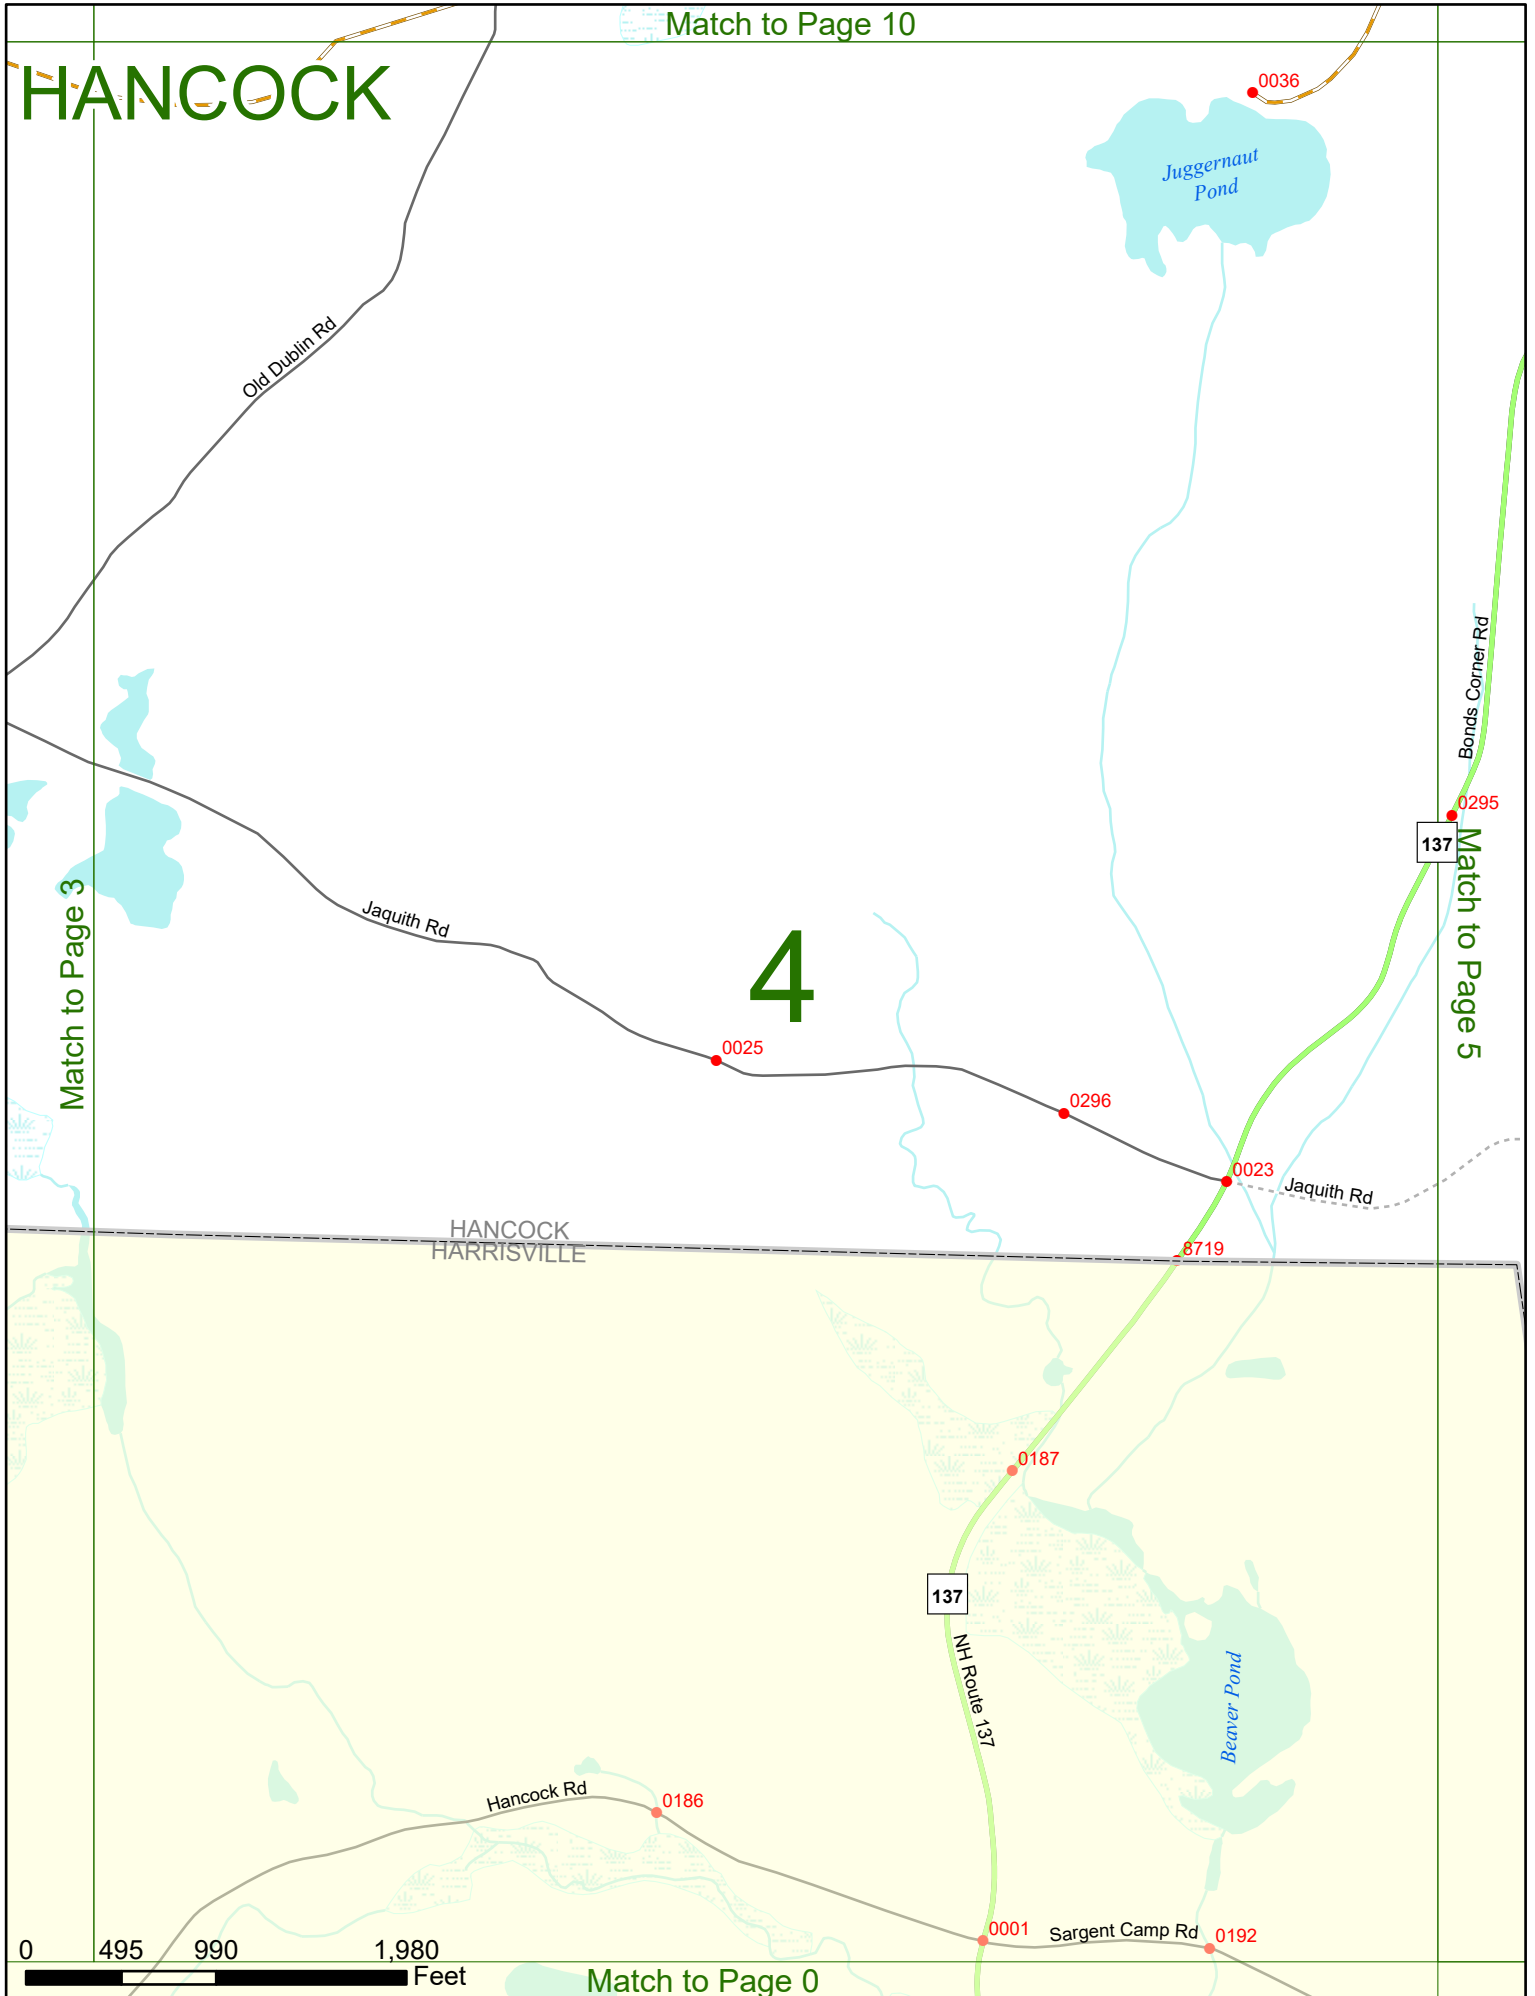 Match to Page 10
HANCOCK
0036
Juggernaut
Pond
Old Dublin Rd
Bonds Corner Rd
0295
137
Match to Page 3
Match to Page 5
Jaquith Rd
4
0025
0296
0023
Jaquith Rd
HANCOCK
HARRISVILLE
8719
0187
137
NH Route 137
Beaver Pond
Hancock Rd
0186
0001
Sargent Camp Rd
0192
0 495 990 1,980
Feet
Match to Page 0